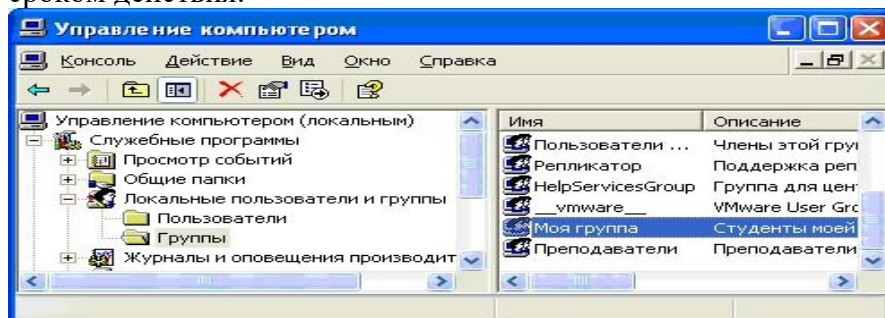 сроком действия.
Управление компьютером
Консоль Действие Вид Окно Справка
Управление компьютером (локальным)
Служебные программы
Просмотр событий
Общие папки
Локальные пользователи и группы
Пользователи
Группы
Журналы и оповещения производит
Имя Описание
Пользователи ... Члены этой гру
Репликатор Поддержка реп
HelpServicesGroup Группа для цен
__vmware__ VMware User Grc
Моя группа Студенты моей
Преподаватели Преподаватели